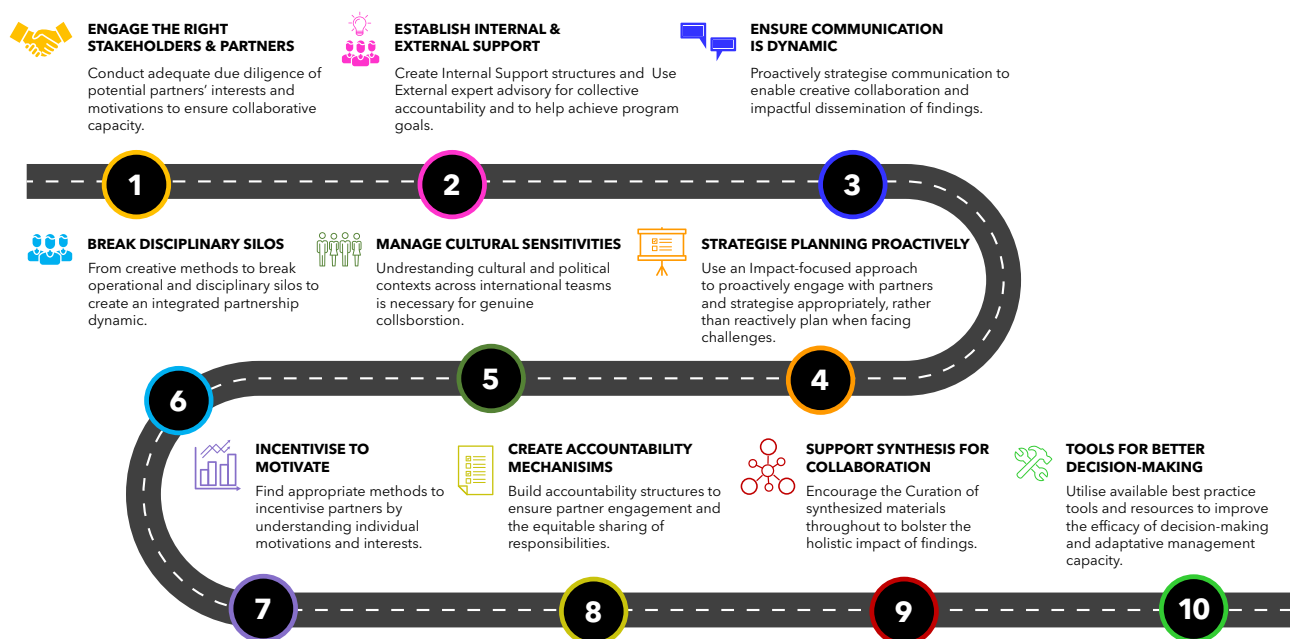 ENGAGE THE RIGHT
STAKEHOLDERS & PARTNERS
Conduct adequate due diligence of
potential partners' interests and
motivations to ensure collaborative
capacity.
ESTABLISH INTERNAL &
EXTERNAL SUPPORT
Create Internal Support structures and Use
External expert advisory for collective
accountability and to help achieve program
goals.
ENSURE COMMUNICATION
IS DYNAMIC
Proactively strategise communication to
enable creative collaboration and
impactful dissemination of findings.
1
2
3
BREAK DISCIPLINARY SILOS
From creative methods to break
operational and disciplinary silos to
create an integrated partnership
dynamic.
MANAGE CULTURAL SENSITIVITIES
Undrestanding cultural and political
contexts across international teasms
is necessary for genuine
collsborstion.
STRATEGISE PLANNING PROACTIVELY
Use an Impact-focused approach
to proactively engage with partners
and strategise appropriately, rather
than reactively plan when facing
challenges.
6
5
4
INCENTIVISE TO
MOTIVATE
Find appropriate methods to
incentivise partners by
understanding individual
motivations and interests.
CREATE ACCOUNTABILITY
MECHANISIMS
Build accountability structures to
ensure partner engagement and
the equitable sharing of
responsibilities.
SUPPORT SYNTHESIS FOR
COLLABORATION
Encourage the Curation of
synthesized materials
throughout to bolster the
holistic impact of findings.
TOOLS FOR BETTER
DECISION-MAKING
Utilise available best practice
tools and resources to improve
the efficacy of decision-making
and adaptative management
capacity.
7
8
9
10